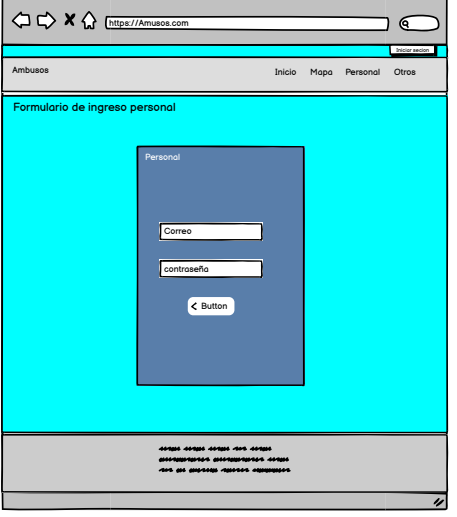 https://Amusos.com
Iniciar secion
Ambusos
Inicio Mapa Personal Otros
Formulario de ingreso personal
Personal
Correo
contraseña
Button